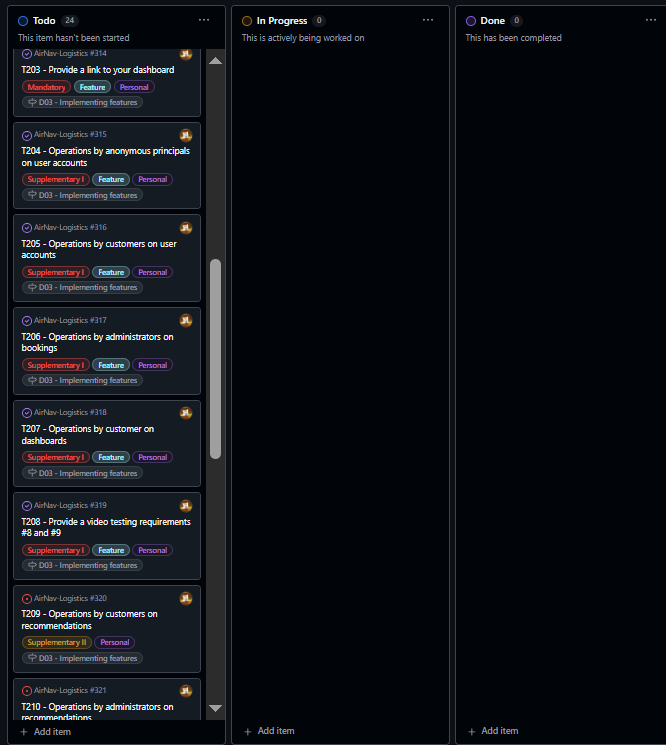 Todo 24
This item hasn't been started
AirNav-Logistics #314
T203 - Provide a link to your dashboard
Mandatory Feature Personal
D03 - Implementing features
AirNav-Logistics #315
T204 - Operations by anonymous principals
on user accounts
Supplementary I Feature Personal
D03 - Implementing features
AirNav-Logistics #316
T205 - Operations by customers on user
accounts
Supplementary I Feature Personal
D03 - Implementing features
AirNav-Logistics #317
T206 - Operations by administrators on
bookings
Supplementary I Feature Personal
D03 - Implementing features
AirNav-Logistics #318
T207 - Operations by customer on
dashboards
Supplementary I Feature Personal
D03 - Implementing features
AirNav-Logistics #319
T208 - Provide a video testing requirements
#8 and #9
Supplementary I Feature Personal
D03 - Implementing features
AirNav-Logistics #320
T209 - Operations by customers on
recommendations
Supplementary II Personal
D03 - Implementing features
AirNav-Logistics #321
T210 - Operations by administrators on
recommendations
+ Add item
In Progress 0
This is actively being worked on
+ Add item
Done 0
This has been completed
+ Add item